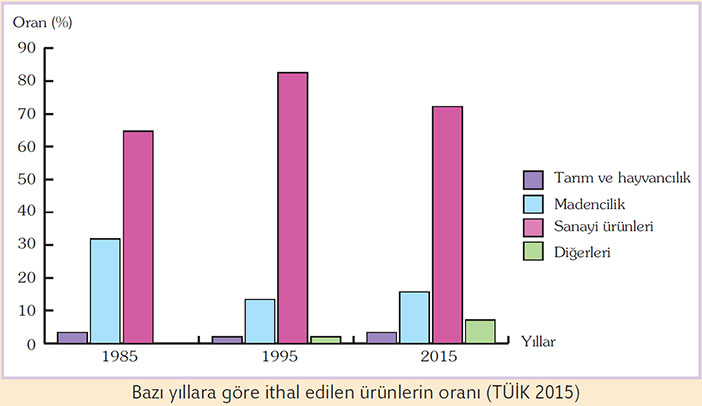 Oran (%)
90
80
70
60
50
40
30
20
10
0
1985
1995
2015
Yıllar
Tarım ve hayvancılık
Madencilik
Sanayi ürünleri
Diğerleri
Bazı yıllara göre ithal edilen ürünlerin oranı (TÜİK 2015)